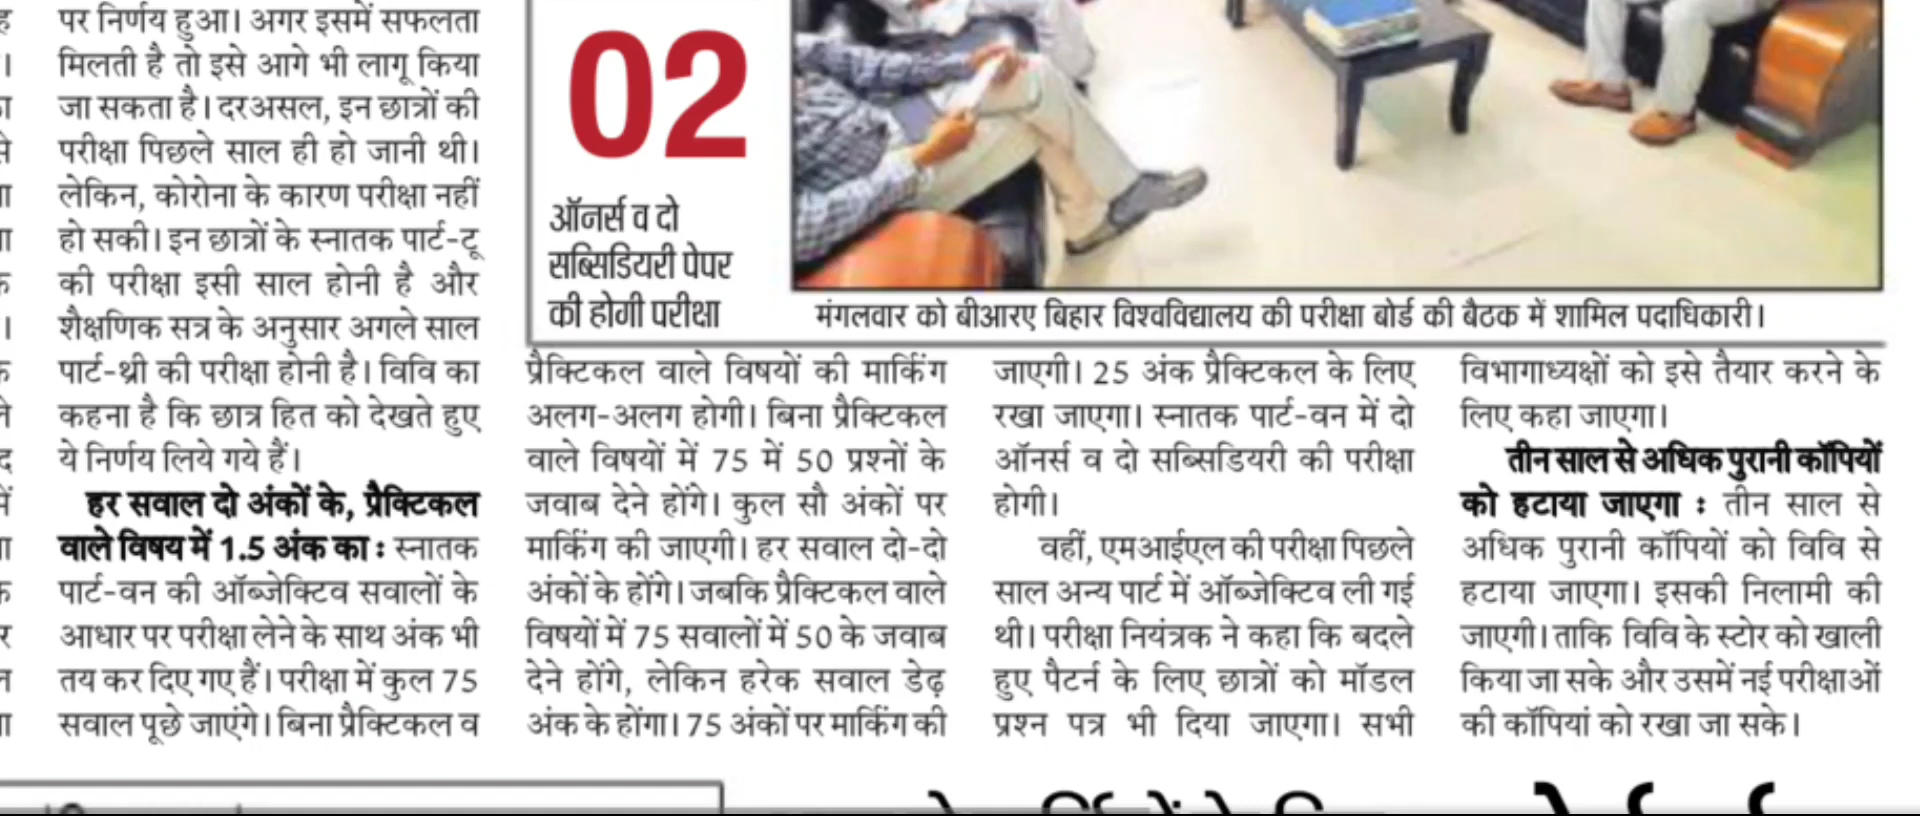 पर निर्णय हुआ। अगर इसमें सफलता
मिलती है तो इसे आगे भी लागू किया
जा सकता है। दरअसल, इन छात्रों की
परीक्षा पिछले साल ही हो जानी थी।
लेकिन, कोरोना के कारण परीक्षा नहीं
हो सकी। इन छात्रों के स्नातक पार्ट-टू
की परीक्षा इसी साल होनी है और
शैक्षणिक सत्र के अनुसार अगले साल
पार्ट-थ्री की परीक्षा होनी है। विवि का
कहना है कि छात्र हित को देखते हुए
ये निर्णय लिये गये हैं।
हर सवाल दो अंकों के, प्रैक्टिकल
वाले विषय में 1.5 अंक का : स्नातक
पार्ट-वन की ऑब्जेक्टिव सवालों के
आधार पर परीक्षा लेने के साथ अंक भी
तय कर दिए गए हैं। परीक्षा में कुल 75
सवाल पूछे जाएंगे। बिना प्रैक्टिकल व
02
ऑनर्स व दो
सब्सिडियरी पेपर
की होगी परीक्षा
मंगलवार को बीआरए बिहार विश्वविद्यालय की परीक्षा बोर्ड की बैठक में शामिल पदाधिकारी।
प्रैक्टिकल वाले विषयों की मार्किंग
अलग-अलग होगी। बिना प्रैक्टिकल
वाले विषयों में 75 में 50 प्रश्नों के
जवाब देने होंगे। कुल सौ अंकों पर
मार्किंग की जाएगी। हर सवाल दो-दो
अंकों के होंगे। जबकि प्रैक्टिकल वाले
विषयों में 75 सवालों में 50 के जवाब
देने होंगे, लेकिन हरेक सवाल डेढ़
अंक के होंगा। 75 अंकों पर मार्किंग की
जाएगी। 25 अंक प्रैक्टिकल के लिए
रखा जाएगा। स्नातक पार्ट-वन में दो
ऑनर्स व दो सब्सिडियरी की परीक्षा
होगी।
वहीं, एमआईएल की परीक्षा पिछले
साल अन्य पार्ट में ऑब्जेक्टिव ली गई
थी। परीक्षा नियंत्रक ने कहा कि बदले
हुए पैटर्न के लिए छात्रों को मॉडल
प्रश्न पत्र भी दिया जाएगा। सभी
विभागाध्यक्षों को इसे तैयार करने के
लिए कहा जाएगा।
तीन साल से अधिक पुरानी कॉपियों
को हटाया जाएगा : तीन साल से
अधिक पुरानी कॉपियों को विवि से
हटाया जाएगा। इसकी निलामी की
जाएगी। ताकि विवि के स्टोर को खाली
किया जा सके और उसमें नई परीक्षाओं
की कॉपियां को रखा जा सके।